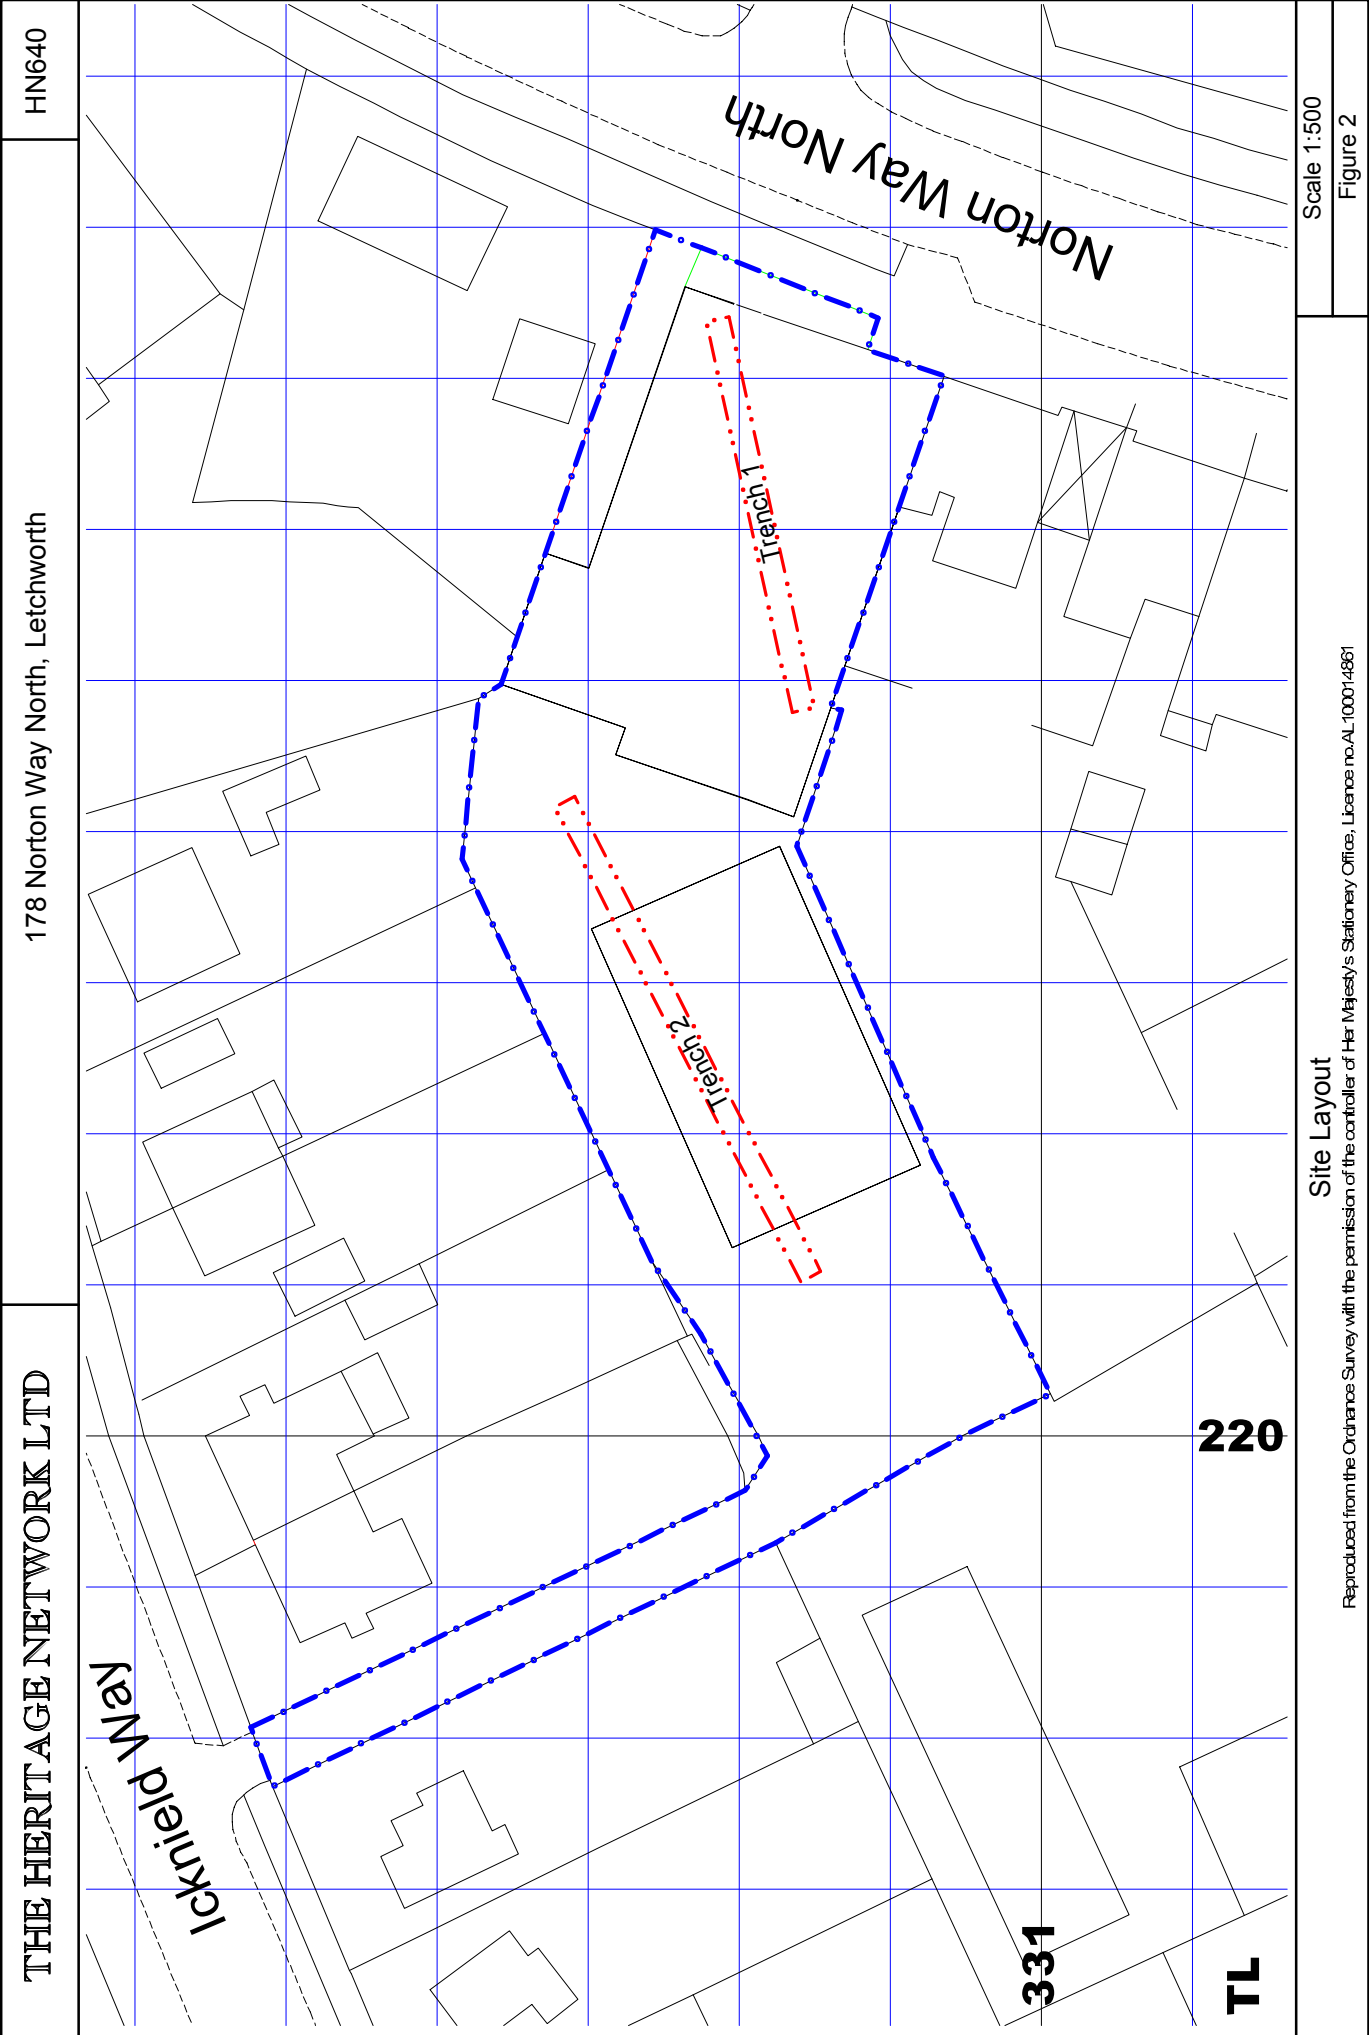 THE HERITAGE NETWORK LTD
178 Norton Way North, Letchworth
HN640
Icknield Way
Norton Way North
Trench 1
Trench 2
220
331
TL
Site Layout
Scale 1:500
Figure 2
Reproduced from the Ordnance Survey with the permission of the controller of Her Majesty's Stationery Office, Licence no.AL100014861